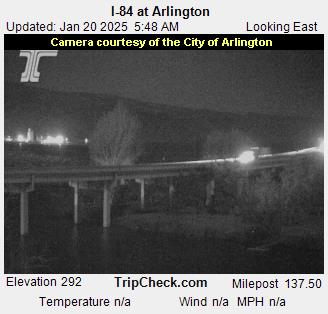 I-84 at Arlington
Updated: Jan 20 2025 5:48 AM Looking East
Camera courtesy of the City of Arlington
Elevation 292 TripCheck.com Milepost 137.50
Temperature n/a Wind n/a MPH n/a